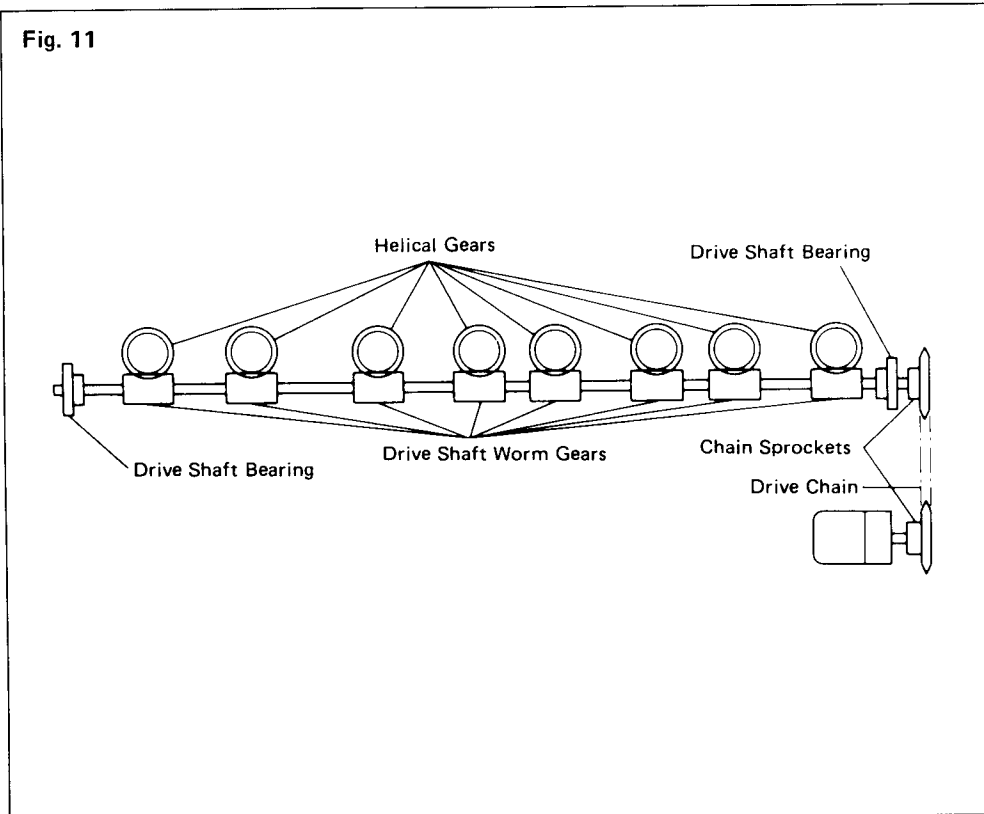 Fig. 11
Helical Gears
Drive Shaft Bearing
Drive Shaft Worm Gears
Chain Sprockets
Drive Shaft Bearing
Drive Chain